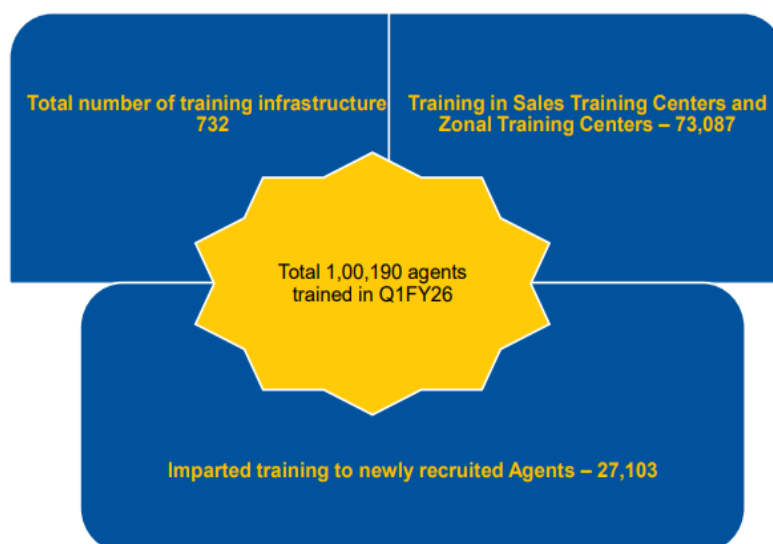 Total number of training infrastructure
732
Training in Sales Training Centers and
Zonal Training Centers – 73,087
Total 1,00,190 agents
trained in Q1FY26
Imparted training to newly recruited Agents – 27,103